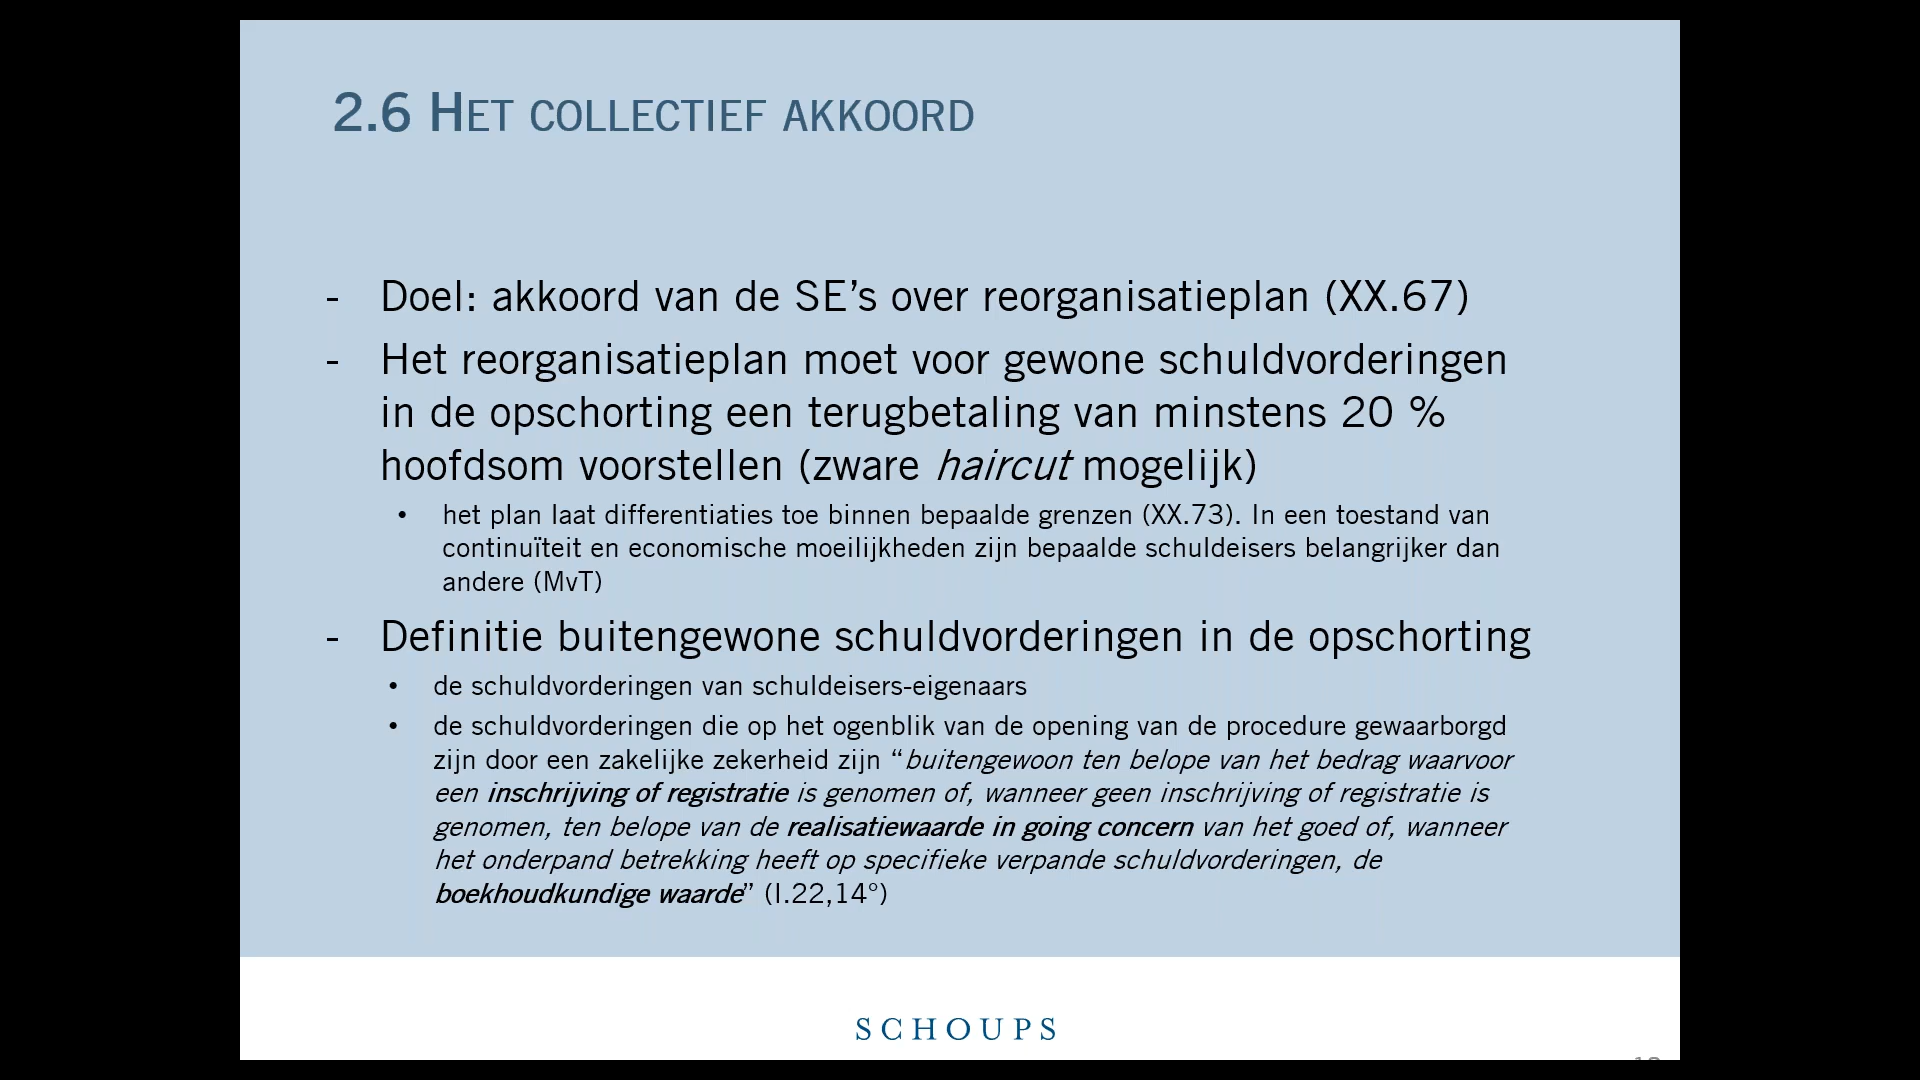 2.6 HET COLLECTIEF AKKOORD
- Doel: akkoord van de SE’s over reorganisatieplan (XX.67)
- Het reorganisatieplan moet voor gewone schuldvorderingen
in de opschorting een terugbetaling van minstens 20 %
hoofdsom voorstellen (zware haircut mogelijk)
• het plan laat differentiaties toe binnen bepaalde grenzen (XX.73). In een toestand van
continuïteit en economische moeilijkheden zijn bepaalde schuldeisers belangrijker dan
andere (MvT)
- Definitie buitengewone schuldvorderingen in de opschorting
• de schuldvorderingen van schuldeisers-eigenaars
• de schuldvorderingen die op het ogenblik van de opening van de procedure gewaarborgd
zijn door een zakelijke zekerheid zijn “buitengewoon ten belope van het bedrag waarvoor
een inschrijving of registratie is genomen of, wanneer geen inschrijving of registratie is
genomen, ten belope van de realisatiewaarde in going concern van het goed of, wanneer
het onderpand betrekking heeft op specifieke verpande schuldvorderingen, de
boekhoudkundige waarde” (I.22,14°)
SCHOUPS